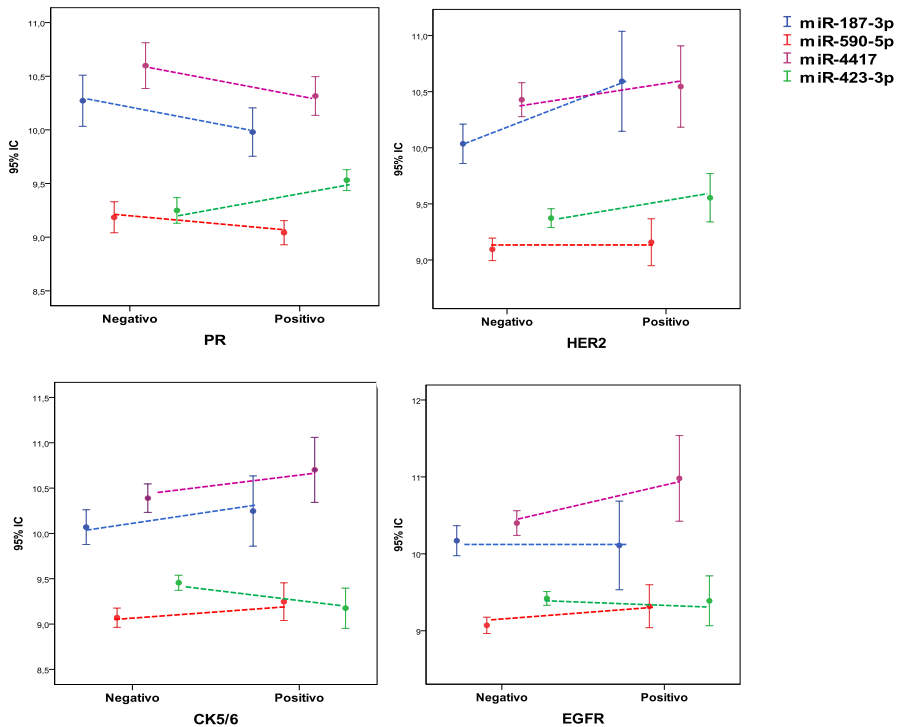 11,0
10,5
10,0
9,5
9,0
8,5
95% IC
Negativo Positivo
PR
11,0
10,5
10,0
9,5
9,0
95% IC
Negativo Positivo
HER2
miR-187-3p
miR-590-5p
miR-4417
miR-423-3p
11,5
11,0
10,5
10,0
9,5
9,0
8,5
95% IC
Negativo Positivo
CK5/6
12
11
10
9
95% IC
Negativo Positivo
EGFR